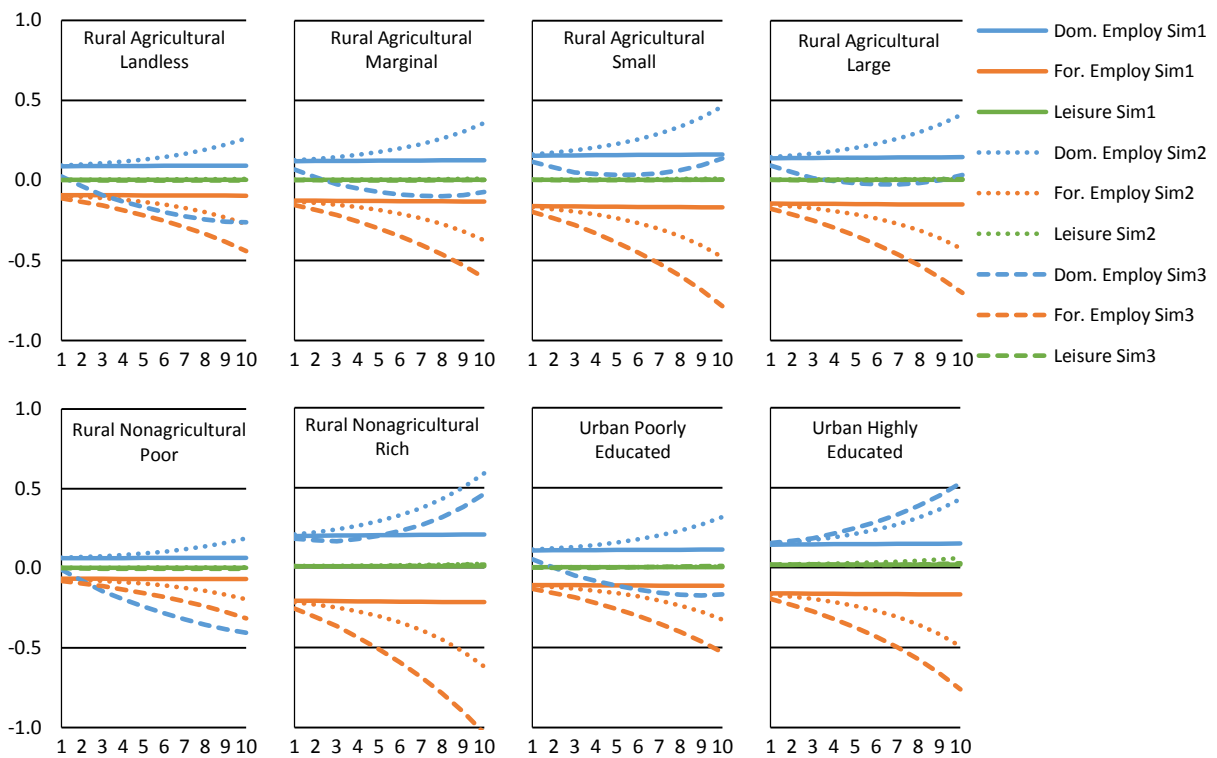 1.0
0.5
0.0
-0.5
-1.0
Rural Agricultural
Landless
1 2 3 4 5 6 7 8 9 10
Rural Agricultural
Marginal
1 2 3 4 5 6 7 8 9 10
Rural Agricultural
Small
1 2 3 4 5 6 7 8 9 10
Rural Agricultural
Large
1 2 3 4 5 6 7 8 9 10
Dom. Employ Sim1
For. Employ Sim1
Leisure Sim1
Dom. Employ Sim2
For. Employ Sim2
Leisure Sim2
Dom. Employ Sim3
For. Employ Sim3
Leisure Sim3
1.0
0.5
0.0
-0.5
-1.0
Rural Nonagricultural
Poor
1 2 3 4 5 6 7 8 9 10
Rural Nonagricultural
Rich
1 2 3 4 5 6 7 8 9 10
Urban Poorly
Educated
1 2 3 4 5 6 7 8 9 10
Urban Highly
Educated
1 2 3 4 5 6 7 8 9 10